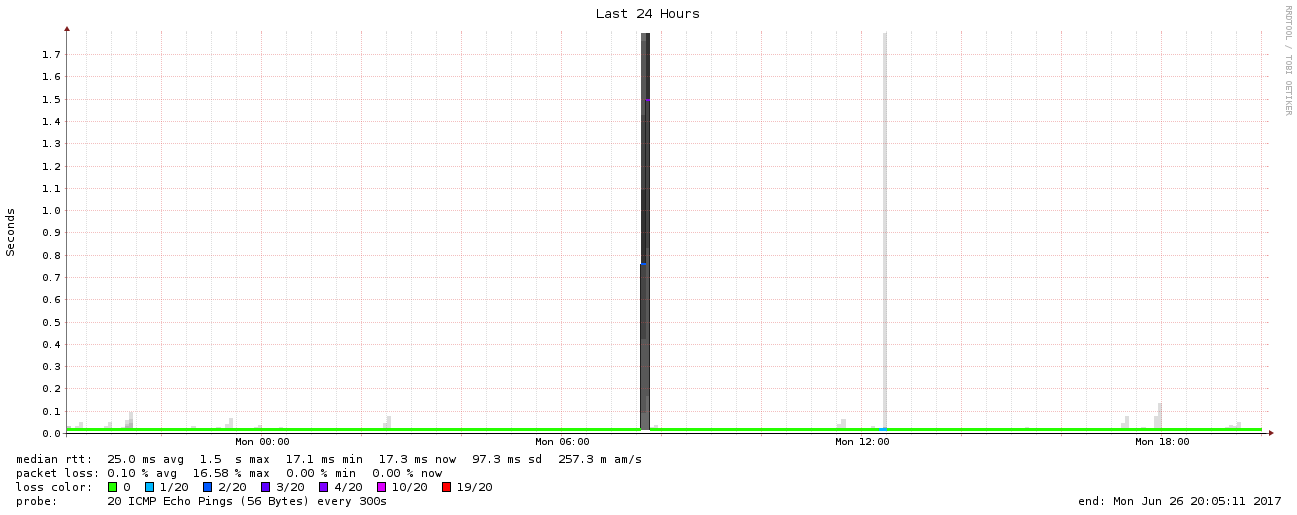 Last 24 Hours
RRDTOOL / TOBI OETIKER
Seconds
1.7
1.6
1.5
1.4
1.3
1.2
1.1
1.0
0.9
0.8
0.7
0.6
0.5
0.4
0.3
0.2
0.1
0.0
Mon 00:00 Mon 06:00 Mon 12:00 Mon 18:00
median rtt: 25.0 ms avg 1.5 s max 17.1 ms min 17.3 ms now 97.3 ms sd 257.3 m am/s
packet loss: 0.10 % avg 16.58 % max 0.00 % min 0.00 % now
loss color: 0 1/20 2/20 3/20 4/20 10/20 19/20
probe: 20 ICMP Echo Pings (56 Bytes) every 300s end: Mon Jun 26 20:05:11 2017